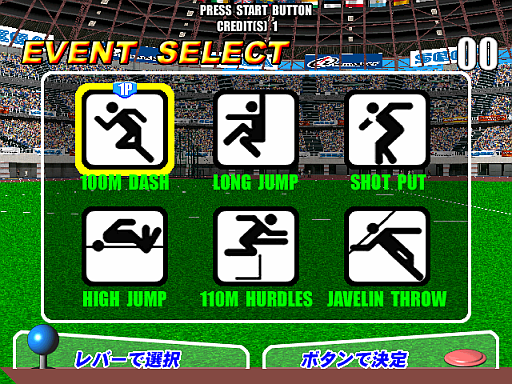 PRESS START BUTTON
CREDIT(S) 1
EVENT SELECT
00
1P
100M DASH
LONG JUMP
SHOT PUT
HIGH JUMP
110M HURDLES
JAVELIN THROW
レバーで選択
ボタンで決定